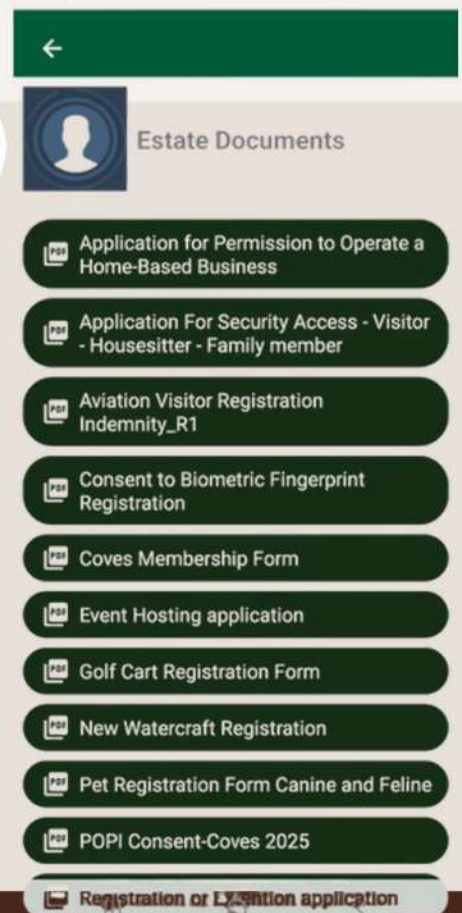 Estate Documents
Application for Permission to Operate a
Home-Based Business
Application For Security Access - Visitor
- Housesitter - Family member
Aviation Visitor Registration
Indemnity_R1
Consent to Biometric Fingerprint
Registration
Coves Membership Form
Event Hosting application
Golf Cart Registration Form
New Watercraft Registration
Pet Registration Form Canine and Feline
POPI Consent-Coves 2025
Registration or application